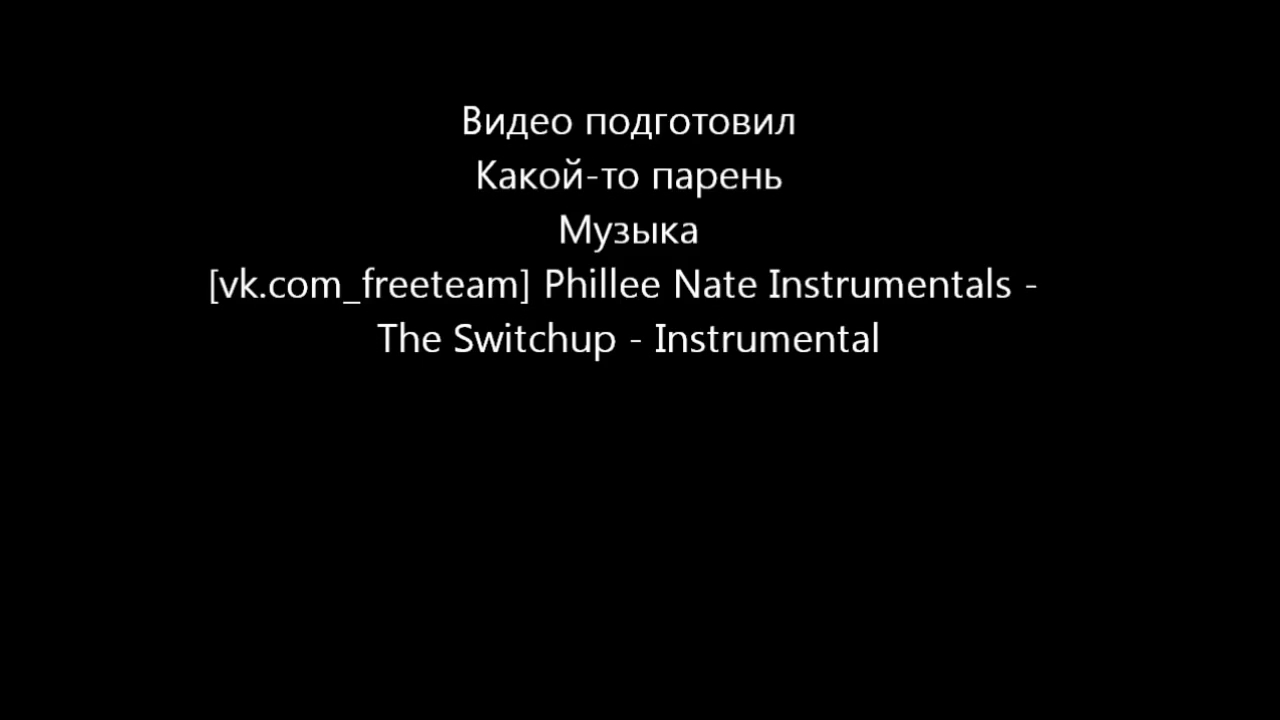 Видео подготовил
Какой-то парень
Музыка
[vk.com_freeteam] Phillee Nate Instrumentals -
The Switchup - Instrumental